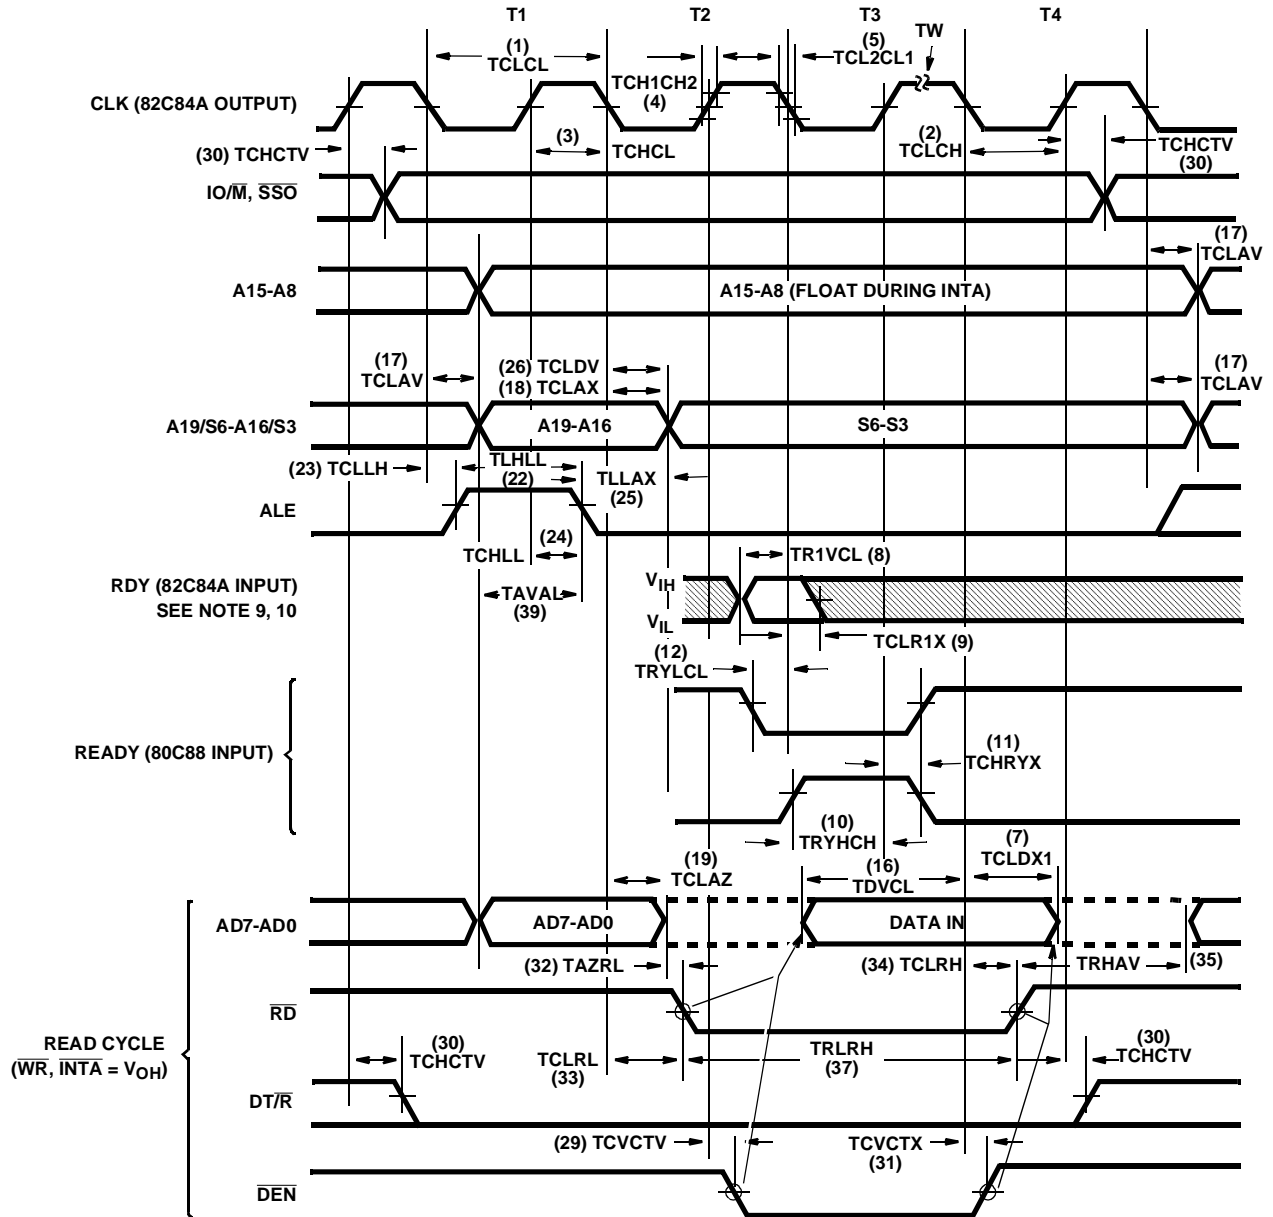 T1 T2 T3 T4
TW
(1)
TCLCL
(5)
TCL2CL1
TCH1CH2
(4)
CLK (82C84A OUTPUT)
(3)
TCHCL
(2)
TCLCH
(30) TCHCTV
TCHCTV
(30)
IO/M̅, S̅S̅O̅
(17)
TCLAV
A15-A8
A15-A8 (FLOAT DURING INTA)
(17)
TCLAV
(26) TCLDV
(18) TCLAX
(17)
TCLAV
A19/S6-A16/S3
A19-A16
S6-S3
(23) TCLLH
TLHLL
(22)
TLLAX
(25)
ALE
(24)
TCHLL
TR1VCL (8)
RDY (82C84A INPUT)
SEE NOTE 9, 10
VIH
VIL
TAVAL
(39)
TCLR1X (9)
(12)
TRYLCL
READY (80C88 INPUT)
(11)
TCHRYX
(10)
TRYHCH
(7)
TCLDX1
(19)
TCLAZ
(16)
TDVCL
AD7-AD0
AD7-AD0
DATA IN
(32) TAZRL
(34) TCLRH
TRHAV
(35)
R̅D̅
READ CYCLE
(W̅R̅, I̅N̅T̅A̅ = VOH)
(30)
TCHCTV
TCLRL
(33)
TRLRH
(37)
(30)
TCHCTV
DT/R̅
(29) TCVCTV
TCVCTX
(31)
D̅E̅N̅